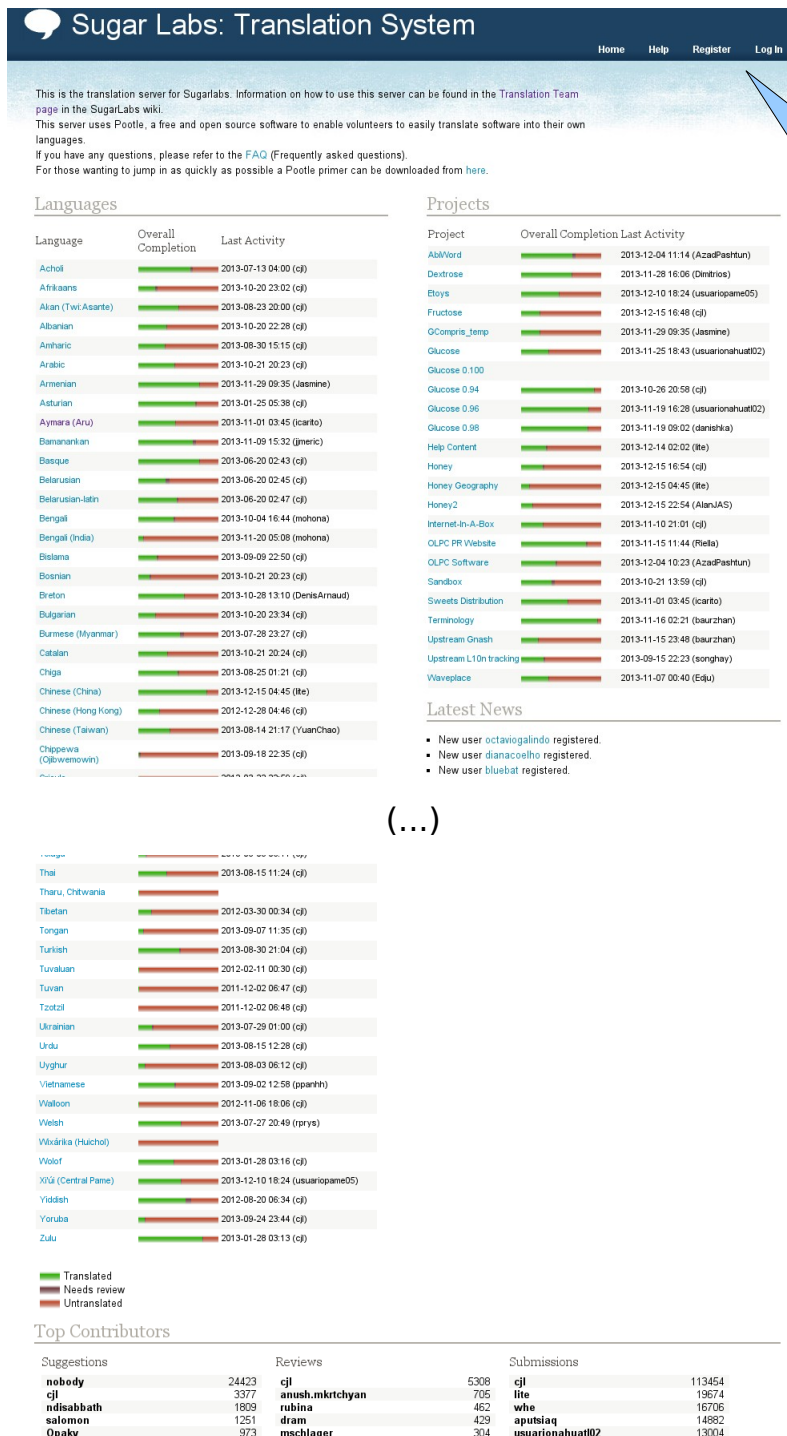 Sugar Labs: Translation System
Home Help Register Log In
This is the translation server for Sugarlabs. Information on how to use this server can be found in the Translation Team
page in the SugarLabs wiki.
This server uses Pootle, a free and open source software to enable volunteers to easily translate software into their own
languages.
If you have any questions, please refer to the FAQ (Frequently asked questions).
For those wanting to jump in as quickly as possible a Pootle primer can be downloaded from here.
Languages
Language Overall Completion Last Activity
Acholi 2013-07-13 04:00 (cjl)
Afrikaans 2013-10-20 23:02 (cjl)
Akan (Twi:Asante) 2013-08-23 20:00 (cjl)
Albanian 2013-10-20 22:28 (cjl)
Amharic 2013-08-30 15:15 (cjl)
Arabic 2013-10-21 20:23 (cjl)
Armenian 2013-11-29 09:35 (Jasmine)
Asturian 2013-01-25 05:38 (cjl)
Aymara (Aru) 2013-11-01 03:45 (icarito)
Bamanankan 2013-11-09 15:32 (jjmeric)
Basque 2013-06-20 02:43 (cjl)
Belarusian 2013-06-20 02:45 (cjl)
Belarusian-latin 2013-06-20 02:47 (cjl)
Bengali 2013-10-04 16:44 (mohona)
Bengali (India) 2013-11-20 05:08 (mohona)
Bislama 2013-09-09 22:50 (cjl)
Bosnian 2013-10-21 20:23 (cjl)
Breton 2013-10-28 13:10 (DenisArnaud)
Bulgarian 2013-10-20 23:34 (cjl)
Burmese (Myanmar) 2013-07-28 23:27 (cjl)
Catalan 2013-10-21 20:24 (cjl)
Chiga 2013-08-25 01:21 (cjl)
Chinese (China) 2013-12-15 04:45 (lite)
Chinese (Hong Kong) 2012-12-28 04:46 (cjl)
Chinese (Taiwan) 2013-08-14 21:17 (YuanChao)
Chippewa
(Ojibwemowin) 2013-09-18 22:35 (cjl)
Projects
Project Overall Completion Last Activity
AbiWord 2013-12-04 11:14 (AzadPashtun)
Dextrose 2013-11-28 16:06 (Dimitrios)
Etoys 2013-12-10 18:24 (usuariopame05)
Fructose 2013-12-15 16:48 (cjl)
GCompris_temp 2013-11-29 09:35 (Jasmine)
Glucose 2013-11-25 18:43 (usuarionahuatl02)
Glucose 0.100
Glucose 0.94 2013-10-26 20:58 (cjl)
Glucose 0.96 2013-11-19 16:28 (usuarionahuatl02)
Glucose 0.98 2013-11-19 09:02 (danishka)
Help Content 2013-12-14 02:02 (lite)
Honey 2013-12-15 16:54 (cjl)
Honey Geography 2013-12-15 04:45 (lite)
Honey2 2013-12-15 22:54 (AlanJAS)
Internet-In-A-Box 2013-11-10 21:01 (cjl)
OLPC PR Website 2013-11-15 11:44 (Riella)
OLPC Software 2013-12-04 10:23 (AzadPashtun)
Sandbox 2013-10-21 13:59 (cjl)
Sweets Distribution 2013-11-01 03:45 (icarito)
Terminology 2013-11-16 02:21 (baurzhan)
Upstream Gnash 2013-11-15 23:48 (baurzhan)
Upstream L10n tracking 2013-09-15 22:23 (songhay)
Waveplace 2013-11-07 00:40 (Edju)
Latest News
New user octaviogalindo registered.
New user dianacoelho registered.
New user bluebat registered.
(...)
Thai 2013-08-15 11:24 (cjl)
Tharu, Chitwania
Tibetan 2012-03-30 00:34 (cjl)
Tongan 2013-09-07 11:35 (cjl)
Turkish 2013-08-30 21:04 (cjl)
Tuvaluan 2012-02-11 00:30 (cjl)
Tuvan 2011-12-02 06:47 (cjl)
Tzotzil 2011-12-02 06:48 (cjl)
Ukrainian 2013-07-29 01:00 (cjl)
Urdu 2013-08-15 12:28 (cjl)
Uyghur 2013-08-03 06:12 (cjl)
Vietnamese 2013-09-02 12:58 (ppanhh)
Walloon 2012-11-06 18:06 (cjl)
Welsh 2013-07-27 20:49 (rprys)
Wixárika (Huichol)
Wolof 2013-01-28 03:16 (cjl)
Xi'úi (Central Pame) 2013-12-10 18:24 (usuariopame05)
Yiddish 2012-08-20 06:34 (cjl)
Yoruba 2013-09-24 23:44 (cjl)
Zulu 2013-01-28 03:13 (cjl)
Translated
Needs review
Untranslated
Top Contributors
Suggestions Reviews Submissions
nobody 24423 cjl 5308 cjl 113454
cjl 3377 anush.mkrtchyan 705 lite 19674
ndisabbath 1809 rubina 462 whe 16706
salomon 1251 dram 429 aputsiaq 14882
Opaky 973 mschlager 304 usuarionahuatl02 13004